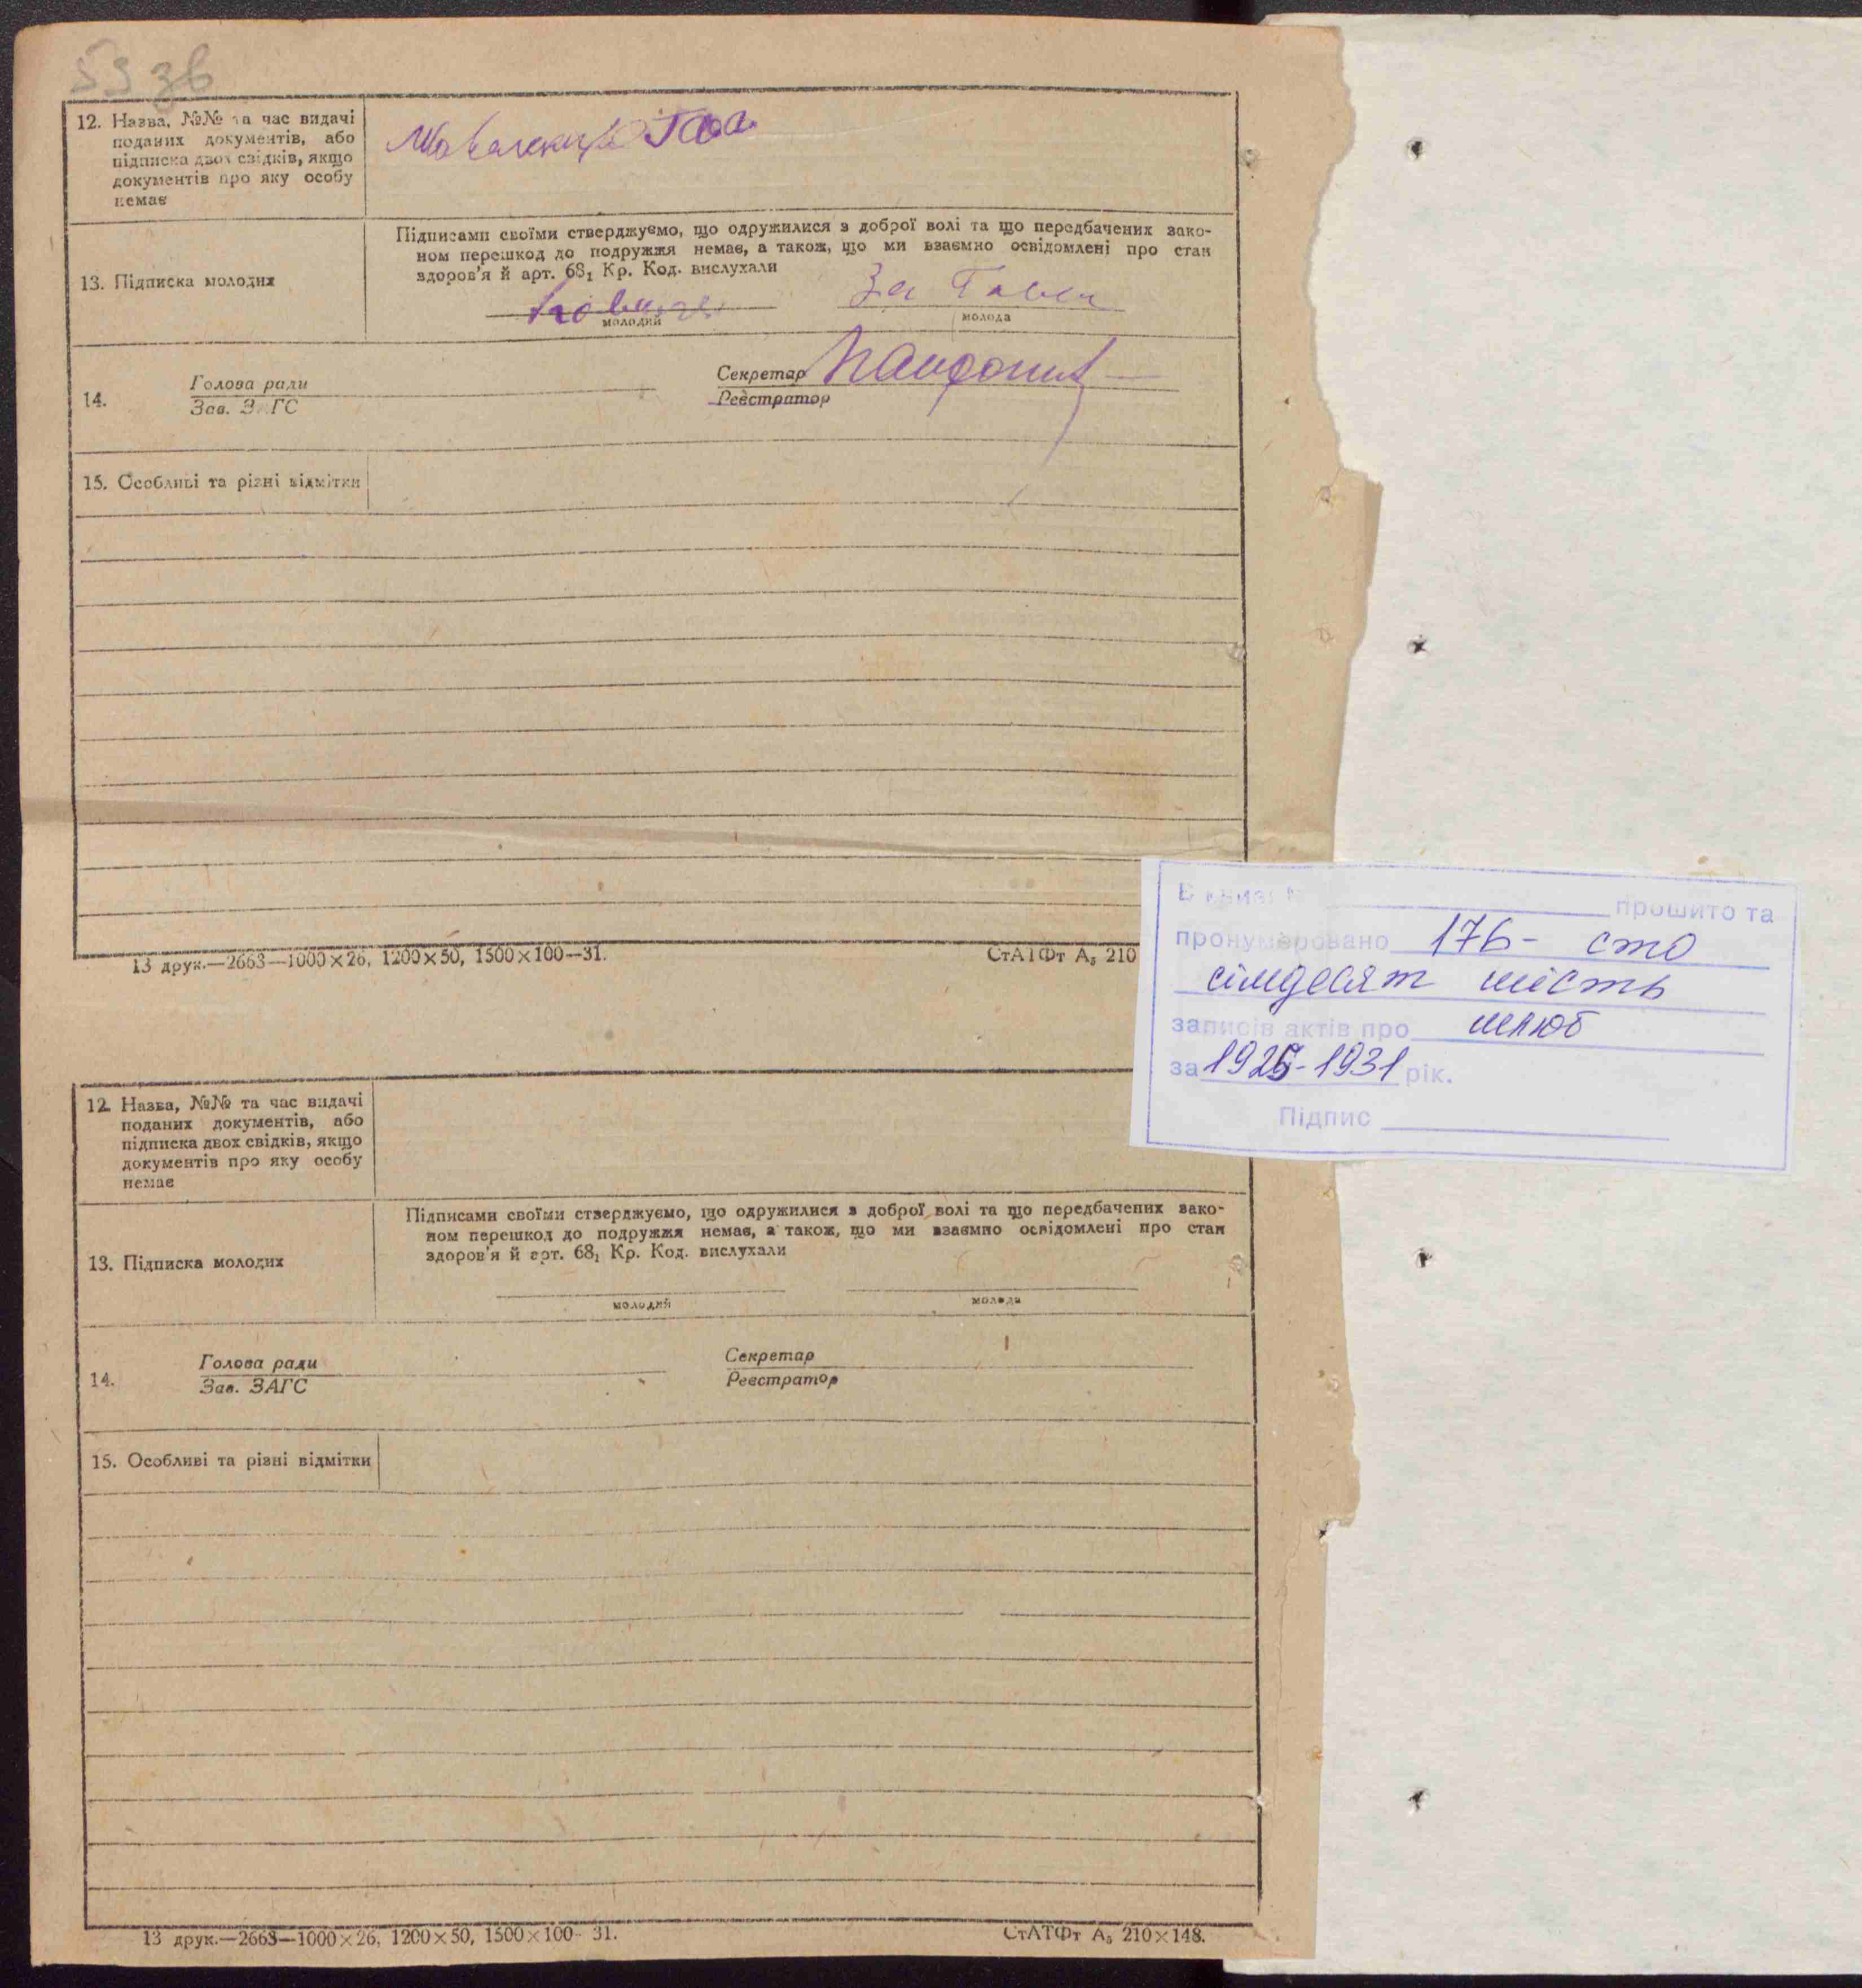 59 зв
12. Назва, №№ та час видачі
поданих документів, або
підписка двох свідків, якщо
документів про яку особу
немає
13. Підписка молодих
Підписами своїми стверджуємо, що одружилися з доброї волі та що передбачених зако-
ном перешкод до подружжя немає, а також, що ми взаємно освідомлені про стан
здоров'я й арт. 68₁ Кр. Код. вислухали
За
молодий
молода
14.
Голова ради
Зав. ЗАГС
Секретар
Реєстратор
15. Особливі та різні відмітки
13 друк.—2663—1000×26, 1200×50, 1500×100—31.
СтАТФт А₅ 210
В книзі № прошито та
пронумеровано 176- сто
сімдесят шість
записів актів про шлюб
за 1925-1931 рік.
Підпис
12. Назва, №№ та час видачі
поданих документів, або
підписка двох свідків, якщо
документів про яку особу
немає
13. Підписка молодих
Підписами своїми стверджуємо, що одружилися з доброї волі та що передбачених зако-
ном перешкод до подружжя немає, а також, що ми взаємно освідомлені про стан
здоров'я й арт. 68₁ Кр. Код. вислухали
молодий
молода
14.
Голова ради
Зав. ЗАГС
Секретар
Реєстратор
15. Особливі та різні відмітки
13 друк.—2663—1000×26, 1200×50, 1500×100- 31.
СтАТФт А₅ 210×148.